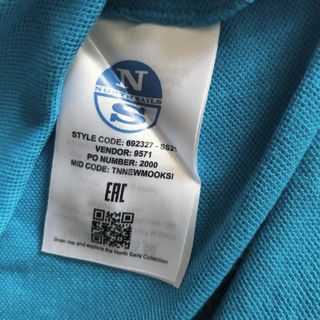 N
NORTH SAILS
S
STYLE CODE: 692327 - SS21
VENDOR: 9571
PO NUMBER: 2000
MID CODE: TNNEWMOOKSI
EAC
Scan me and explore the North Sails Collection